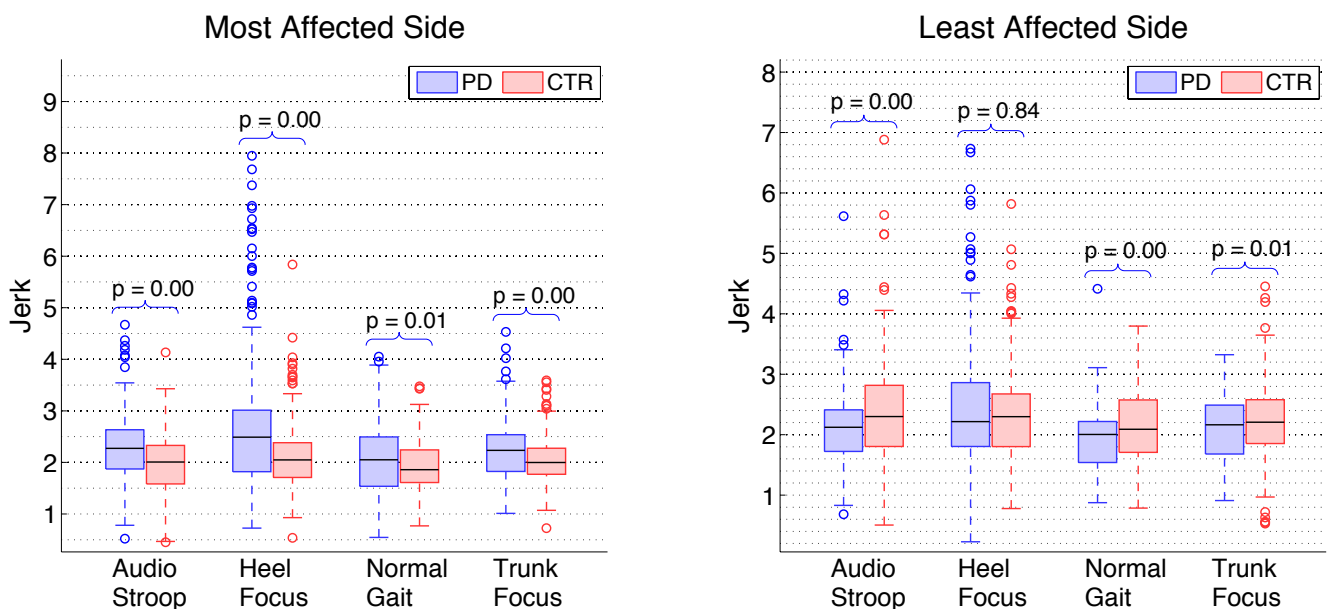 Most Affected Side
PD CTR
Jerk
9
8
7
6
5
4
3
2
1
p = 0.00
p = 0.00
p = 0.01
p = 0.00
Audio Stroop
Heel Focus
Normal Gait
Trunk Focus
Least Affected Side
PD CTR
Jerk
8
7
6
5
4
3
2
1
p = 0.00
p = 0.84
p = 0.00
p = 0.01
Audio Stroop
Heel Focus
Normal Gait
Trunk Focus